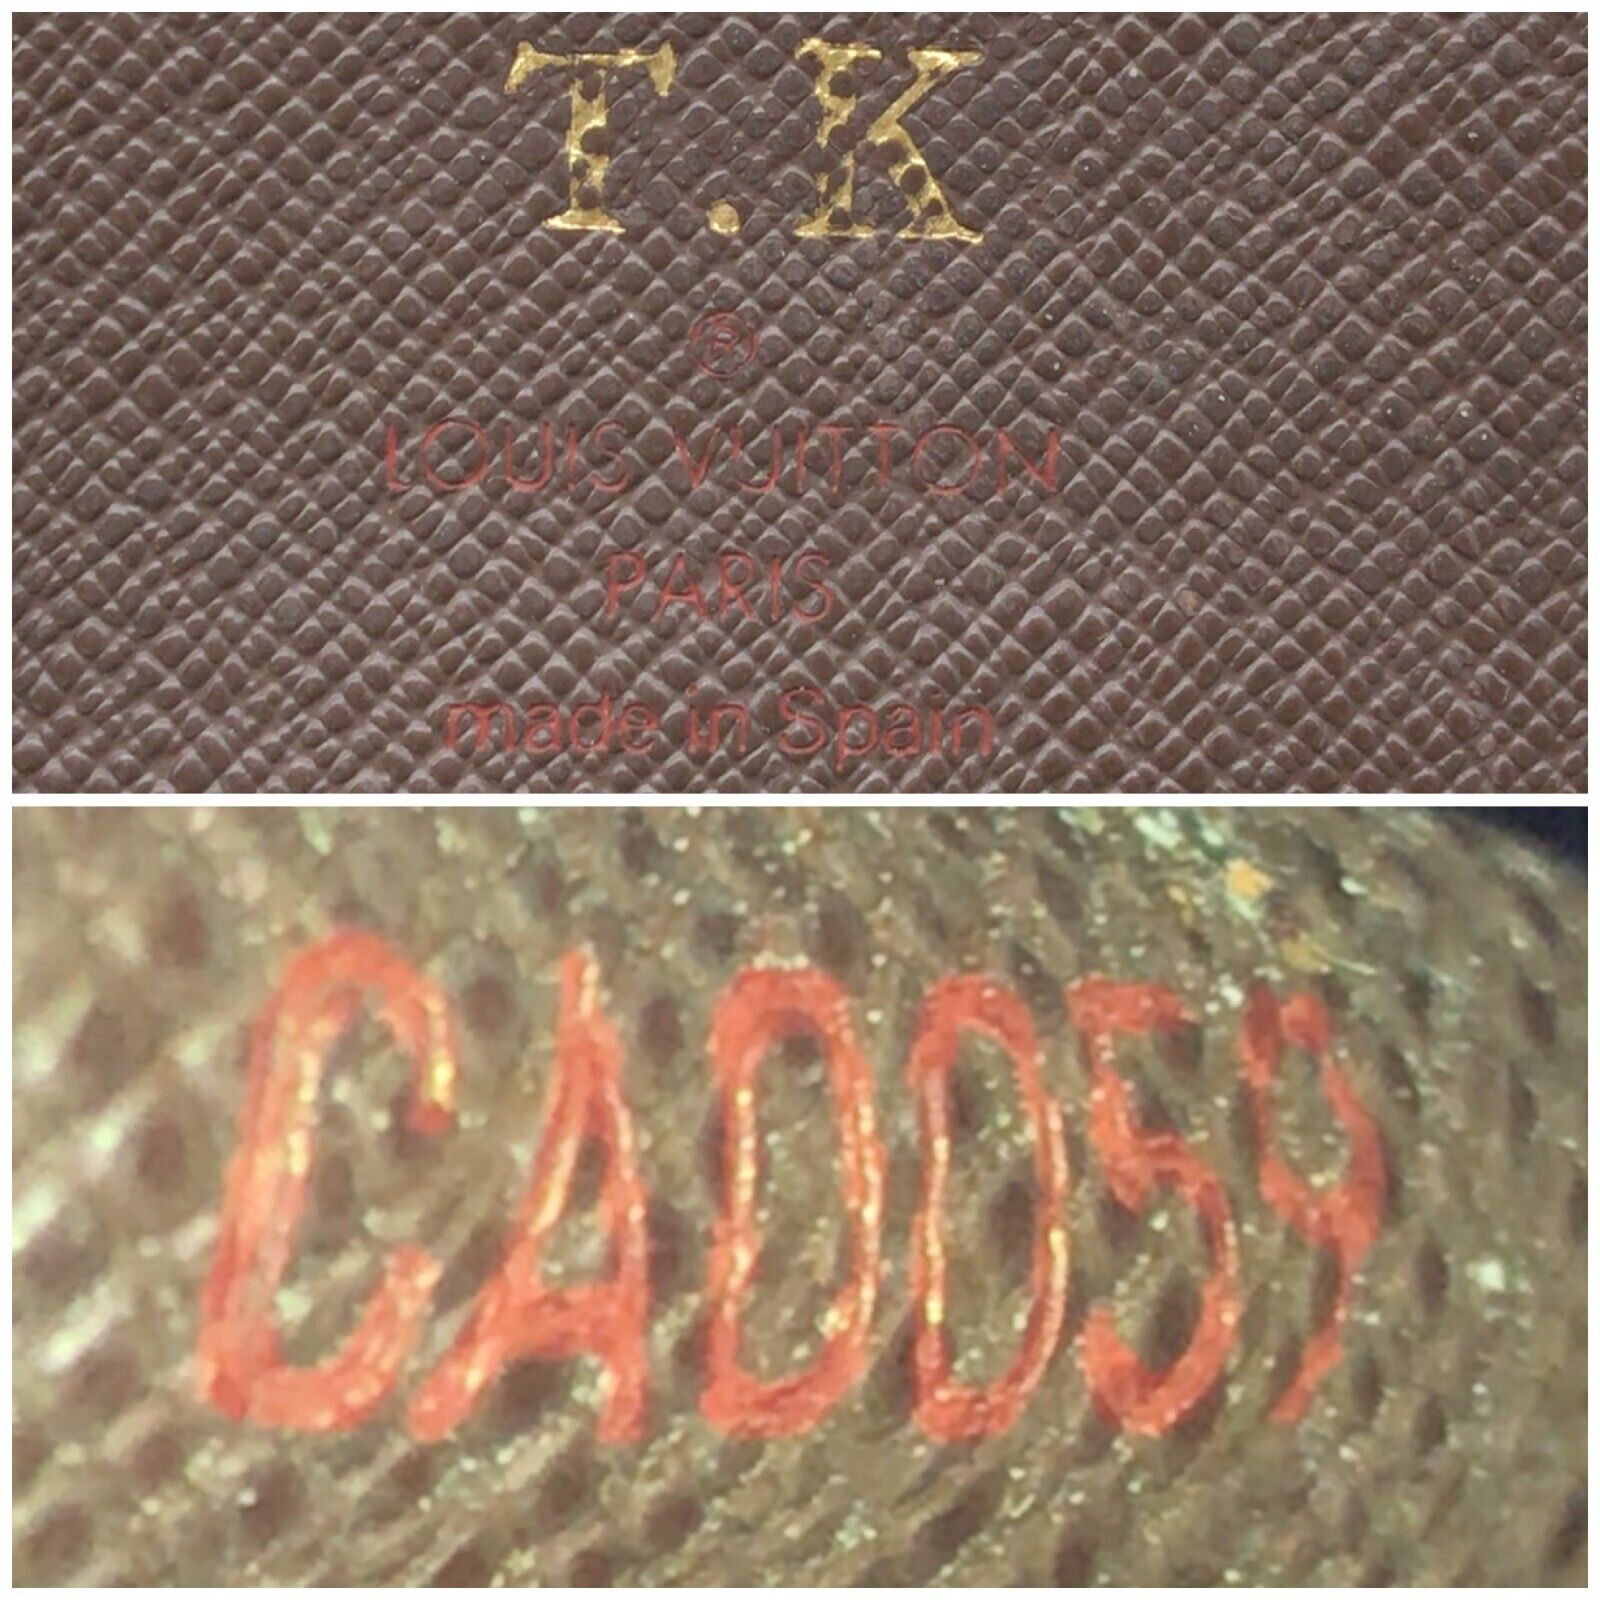 T.K
®
LOUIS VUITTON
PARIS
made in Spain
CA0059